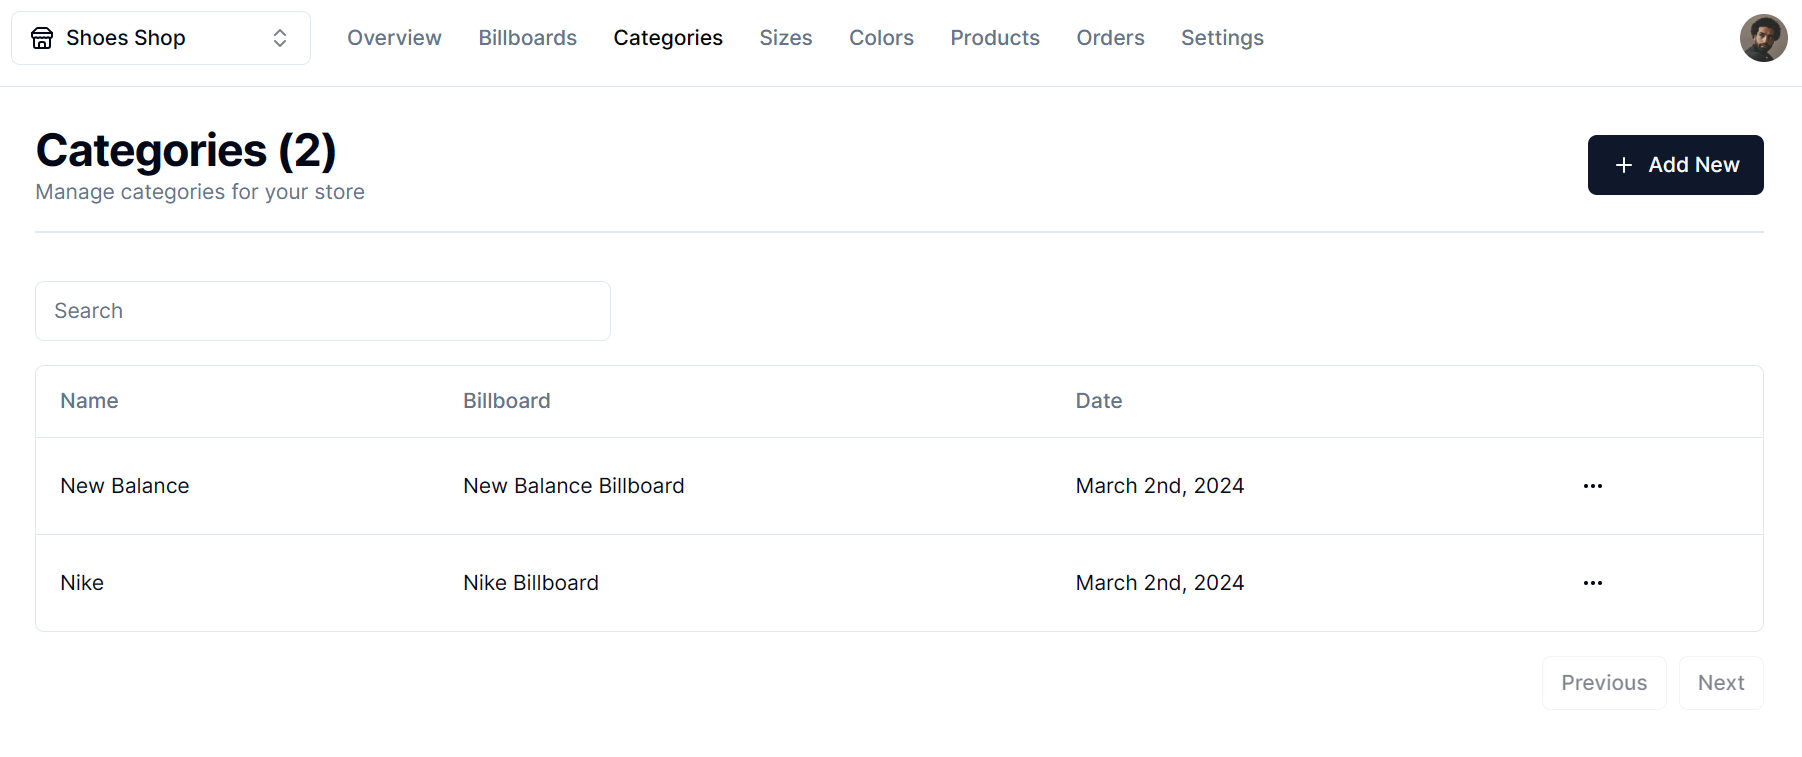 Shoes Shop Overview Billboards Categories Sizes Colors Products Orders Settings
Categories (2)
Manage categories for your store
+ Add New
Search
Name Billboard Date
New Balance New Balance Billboard March 2nd, 2024 ...
Nike Nike Billboard March 2nd, 2024 ...
Previous Next